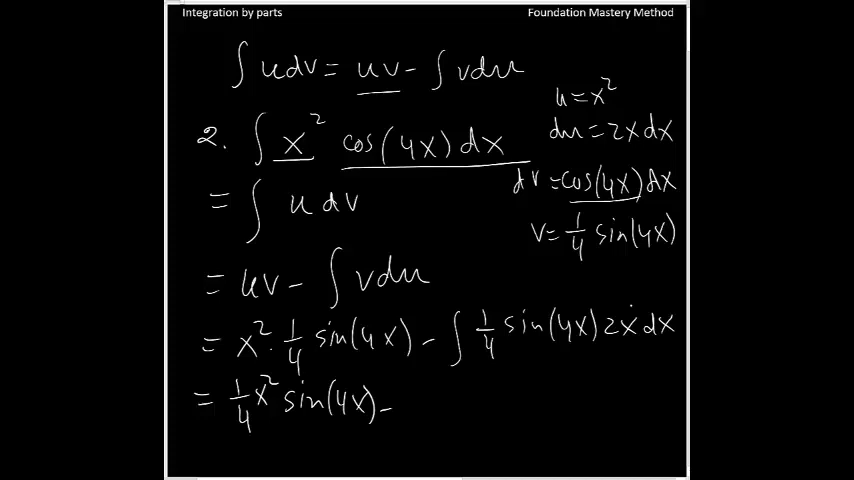 Integration by parts Foundation Mastery Method
∫ u dv = uv - ∫ v du
u = x²
du = 2x dx
2. ∫ x² cos(4x) dx
dv = cos(4x) dx
= ∫ u dv
v = 1/4 sin(4x)
= uv - ∫ v du
= x² · 1/4 sin(4x) - ∫ 1/4 sin(4x) 2x dx
= 1/4 x² sin(4x) -